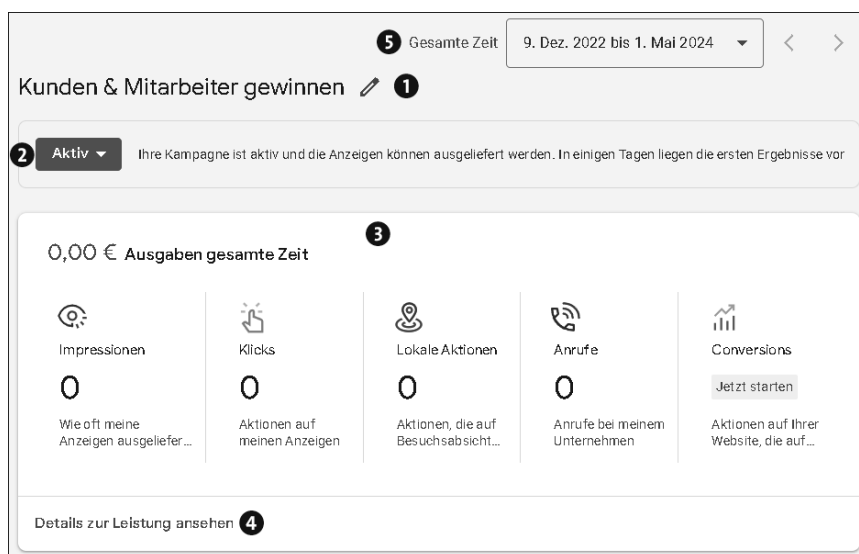 5 Gesamte Zeit 9. Dez. 2022 bis 1. Mai 2024
Kunden & Mitarbeiter gewinnen 1
2 Aktiv Ihre Kampagne ist aktiv und die Anzeigen können ausgeliefert werden. In einigen Tagen liegen die ersten Ergebnisse vor
3
0,00 € Ausgaben gesamte Zeit
Impressionen
0
Wie oft meine
Anzeigen ausgeliefer...
Klicks
0
Aktionen auf
meinen Anzeigen
Lokale Aktionen
0
Aktionen, die auf
Besuchsabsicht...
Anrufe
0
Anrufe bei meinem
Unternehmen
Conversions
Jetzt starten
Aktionen auf Ihrer
Website, die auf...
Details zur Leistung ansehen 4